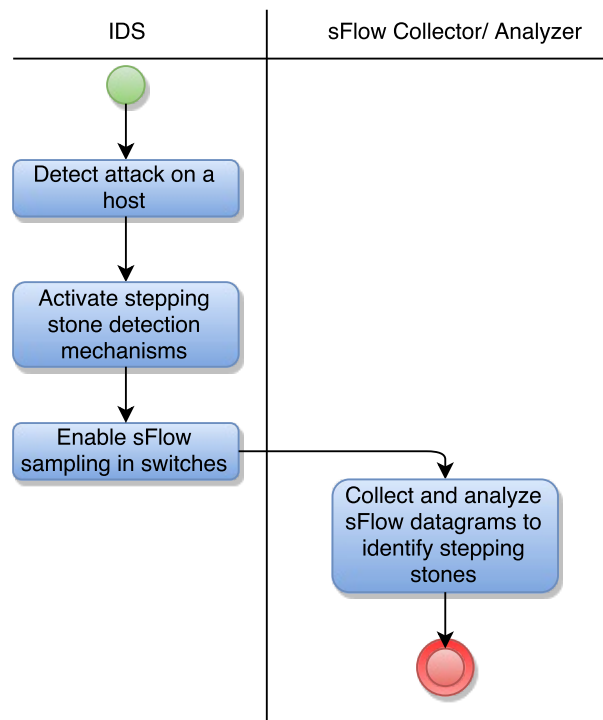 IDS
sFlow Collector/ Analyzer
Detect attack on a
host
Activate stepping
stone detection
mechanisms
Enable sFlow
sampling in switches
Collect and analyze
sFlow datagrams to
identify stepping
stones